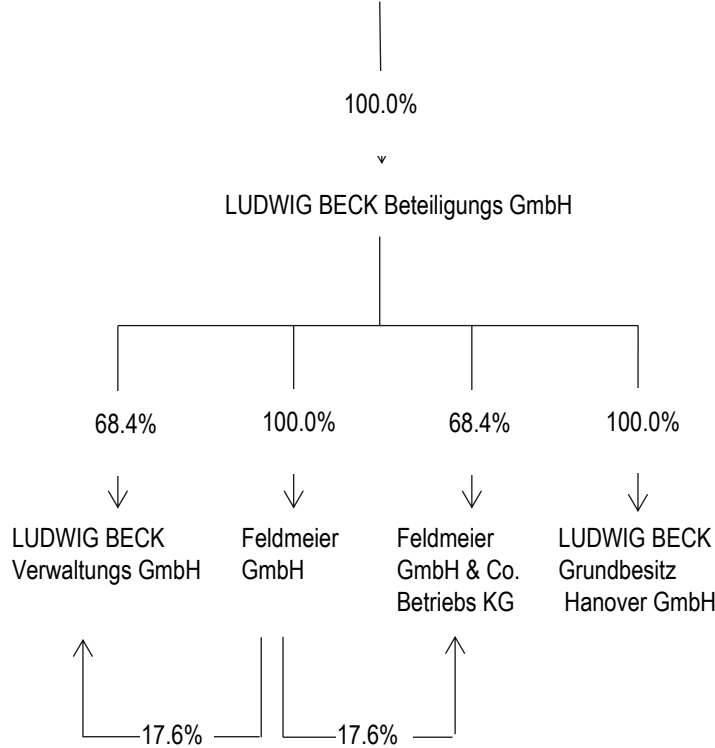 100.0%
LUDWIG BECK Beteiligungs GmbH
68.4%
100.0%
68.4%
100.0%
LUDWIG BECK
Verwaltungs GmbH
Feldmeier
GmbH
Feldmeier
GmbH & Co.
Betriebs KG
LUDWIG BECK
Grundbesitz
Hanover GmbH
17.6%
17.6%